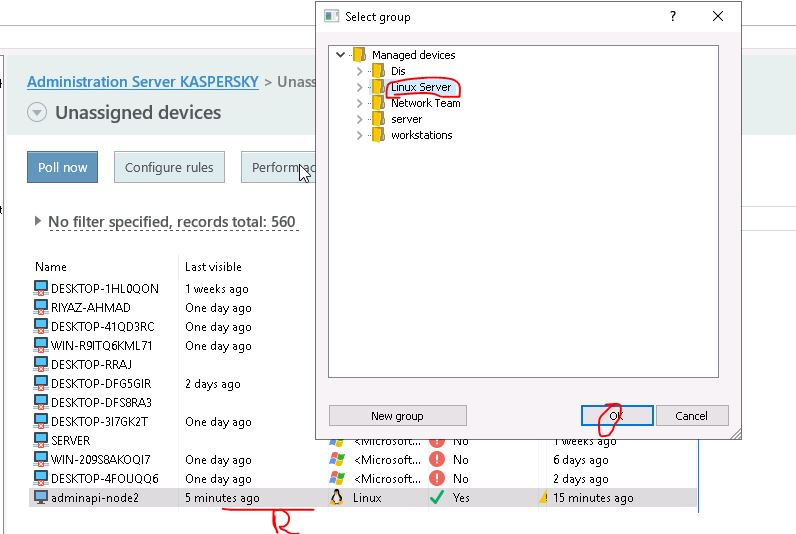 Select group
?
Managed devices
Dis
Linux Server
Network Team
server
workstations
New group
OK
Cancel
Administration Server KASPERSKY > Unass
Unassigned devices
Poll now
Configure rules
Perform ac
No filter specified, records total: 560
Name Last visible
DESKTOP-1HL0QON 1 weeks ago
RIYAZ-AHMAD One day ago
DESKTOP-41QD3RC One day ago
WIN-R9ITQ6KML71 One day ago
DESKTOP-RRAJ
DESKTOP-DFG5GIR 2 days ago
DESKTOP-DFS8RA3
DESKTOP-3I7GK2T One day ago
SERVER <Microsoft... No 1 weeks ago
WIN-209S8AKOQI7 One day ago <Microsoft... No 6 days ago
DESKTOP-4FOUQQ6 One day ago <Microsoft... No 2 days ago
adminapi-node2 5 minutes ago Linux Yes 15 minutes ago
R